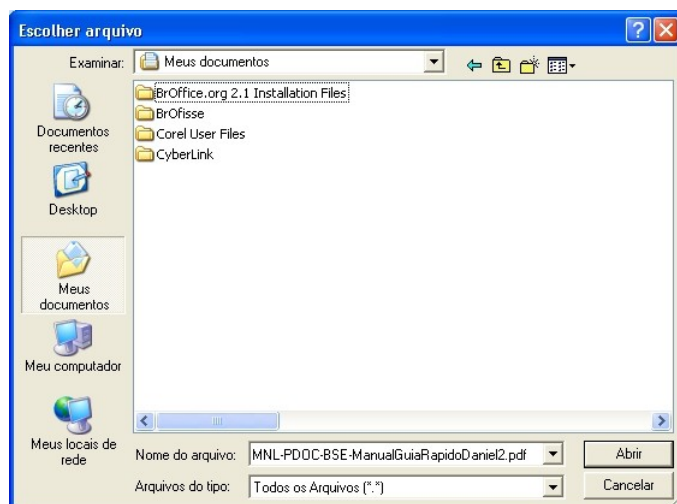 Escolher arquivo
Examinar:
Meus documentos
BrOffice.org 2.1 Installation Files
BrOfisse
Corel User Files
CyberLink
Documentos
recentes
Desktop
Meus
documentos
Meu computador
Meus locais de
rede
Nome do arquivo:
MNL-PDOC-BSE-ManualGuiaRapidoDaniel2.pdf
Abrir
Arquivos do tipo:
Todos os Arquivos (*.*)
Cancelar